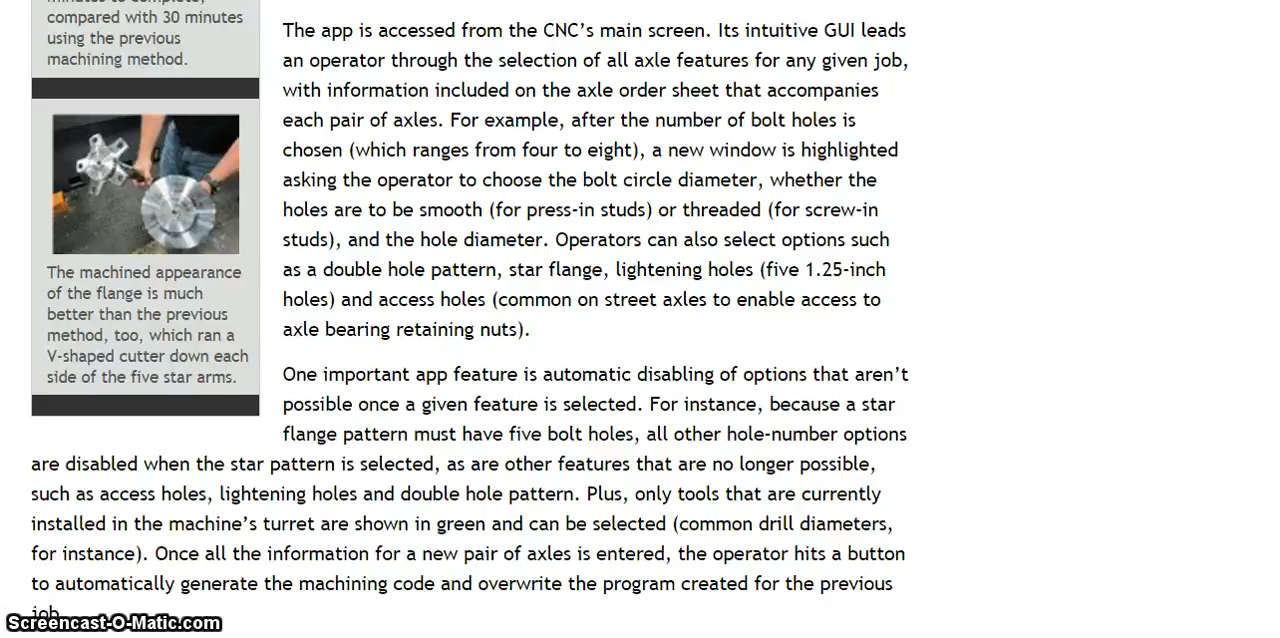 compared with 30 minutes
using the previous
machining method.
The machined appearance
of the flange is much
better than the previous
method, too, which ran a
V-shaped cutter down each
side of the five star arms.
The app is accessed from the CNC’s main screen. Its intuitive GUI leads
an operator through the selection of all axle features for any given job,
with information included on the axle order sheet that accompanies
each pair of axles. For example, after the number of bolt holes is
chosen (which ranges from four to eight), a new window is highlighted
asking the operator to choose the bolt circle diameter, whether the
holes are to be smooth (for press-in studs) or threaded (for screw-in
studs), and the hole diameter. Operators can also select options such
as a double hole pattern, star flange, lightening holes (five 1.25-inch
holes) and access holes (common on street axles to enable access to
axle bearing retaining nuts).
One important app feature is automatic disabling of options that aren’t
possible once a given feature is selected. For instance, because a star
flange pattern must have five bolt holes, all other hole-number options
are disabled when the star pattern is selected, as are other features that are no longer possible,
such as access holes, lightening holes and double hole pattern. Plus, only tools that are currently
installed in the machine’s turret are shown in green and can be selected (common drill diameters,
for instance). Once all the information for a new pair of axles is entered, the operator hits a button
to automatically generate the machining code and overwrite the program created for the previous
job.
Screencast-O-Matic.com